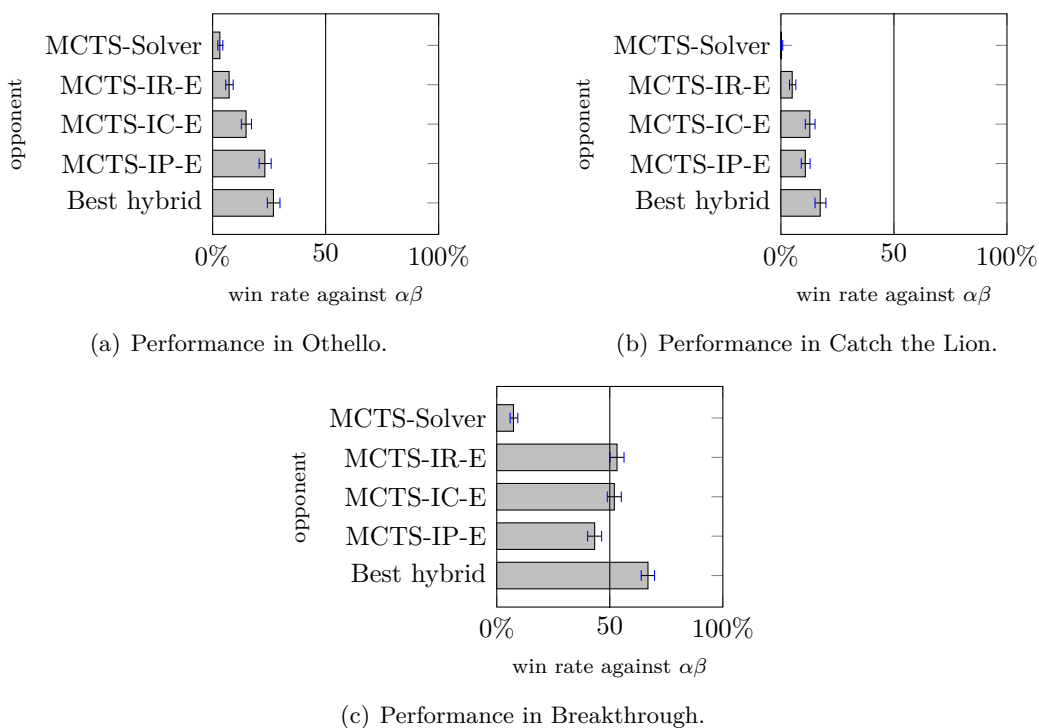 opponent
MCTS-Solver
MCTS-IR-E
MCTS-IC-E
MCTS-IP-E
Best hybrid
0% 50 100%
win rate against αβ
(a) Performance in Othello.
opponent
MCTS-Solver
MCTS-IR-E
MCTS-IC-E
MCTS-IP-E
Best hybrid
0% 50 100%
win rate against αβ
(b) Performance in Catch the Lion.
opponent
MCTS-Solver
MCTS-IR-E
MCTS-IC-E
MCTS-IP-E
Best hybrid
0% 50 100%
win rate against αβ
(c) Performance in Breakthrough.